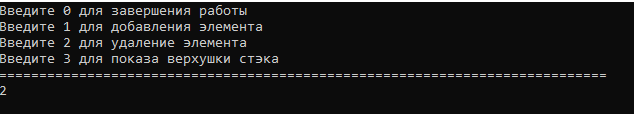 Введите 0 для завершения работы
Введите 1 для добавления элемента
Введите 2 для удаление элемента
Введите 3 для показа верхушки стэка
============================================================================
2